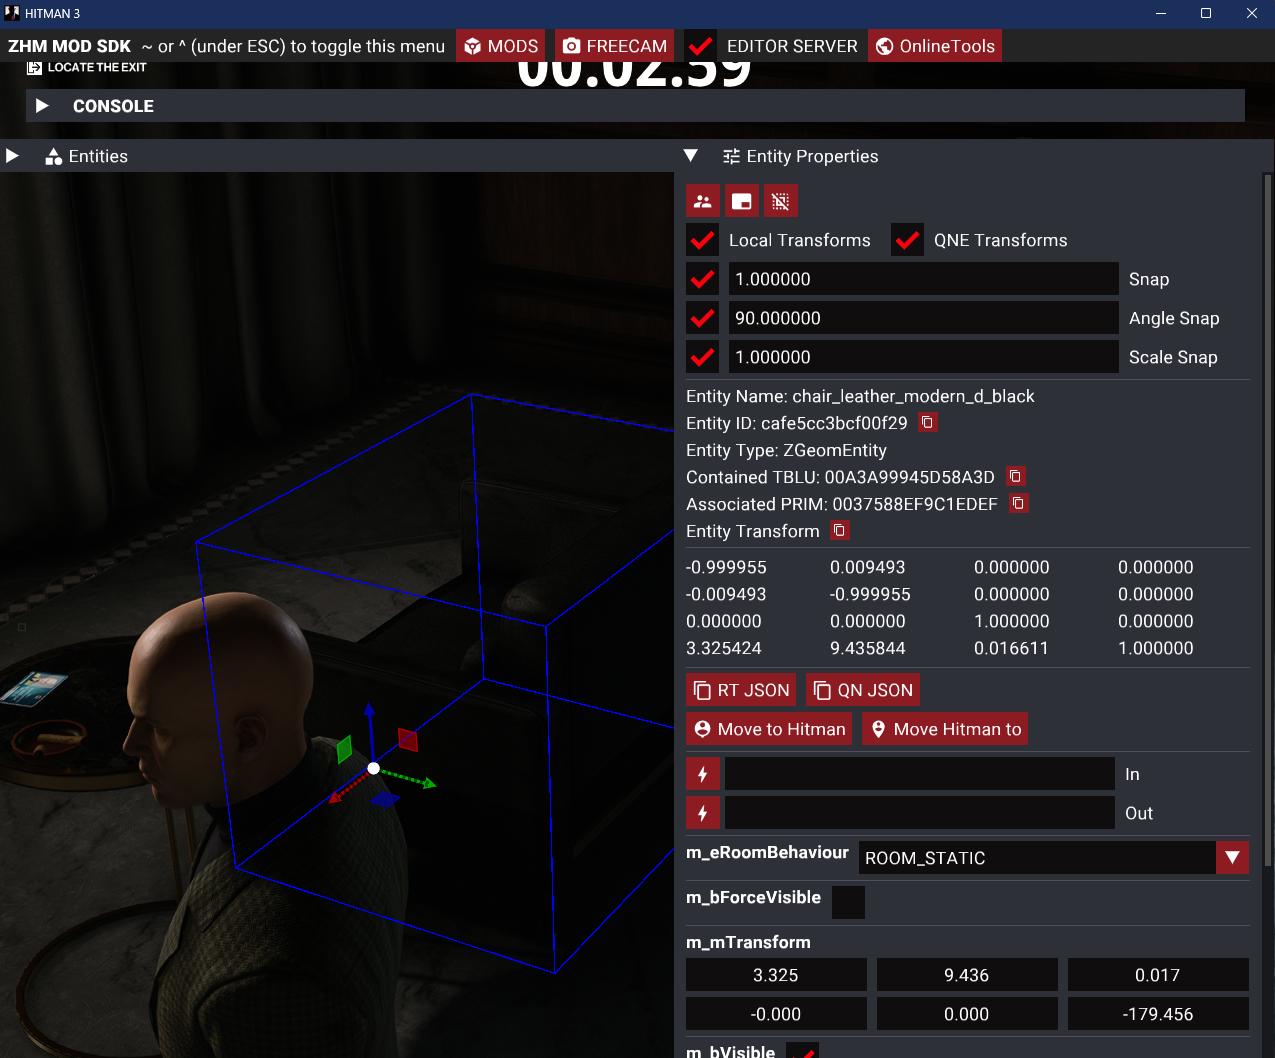 HITMAN 3
ZHM MOD SDK ~ or ^ (under ESC) to toggle this menu MODS FREECAM EDITOR SERVER OnlineTools
LOCATE THE EXIT
00:02:59
CONSOLE
Entities
Entity Properties
Local Transforms QNE Transforms
1.000000 Snap
90.000000 Angle Snap
1.000000 Scale Snap
Entity Name: chair_leather_modern_d_black
Entity ID: cafe5cc3bcf00f29
Entity Type: ZGeomEntity
Contained TBLU: 00A3A99945D58A3D
Associated PRIM: 0037588EF9C1EDEF
Entity Transform
-0.999955 0.009493 0.000000 0.000000
-0.009493 -0.999955 0.000000 0.000000
0.000000 0.000000 1.000000 0.000000
3.325424 9.435844 0.016611 1.000000
RT JSON QN JSON
Move to Hitman Move Hitman to
In
Out
m_eRoomBehaviour ROOM_STATIC
m_bForceVisible
m_mTransform
3.325 9.436 0.017
-0.000 0.000 -179.456
m_bVisible